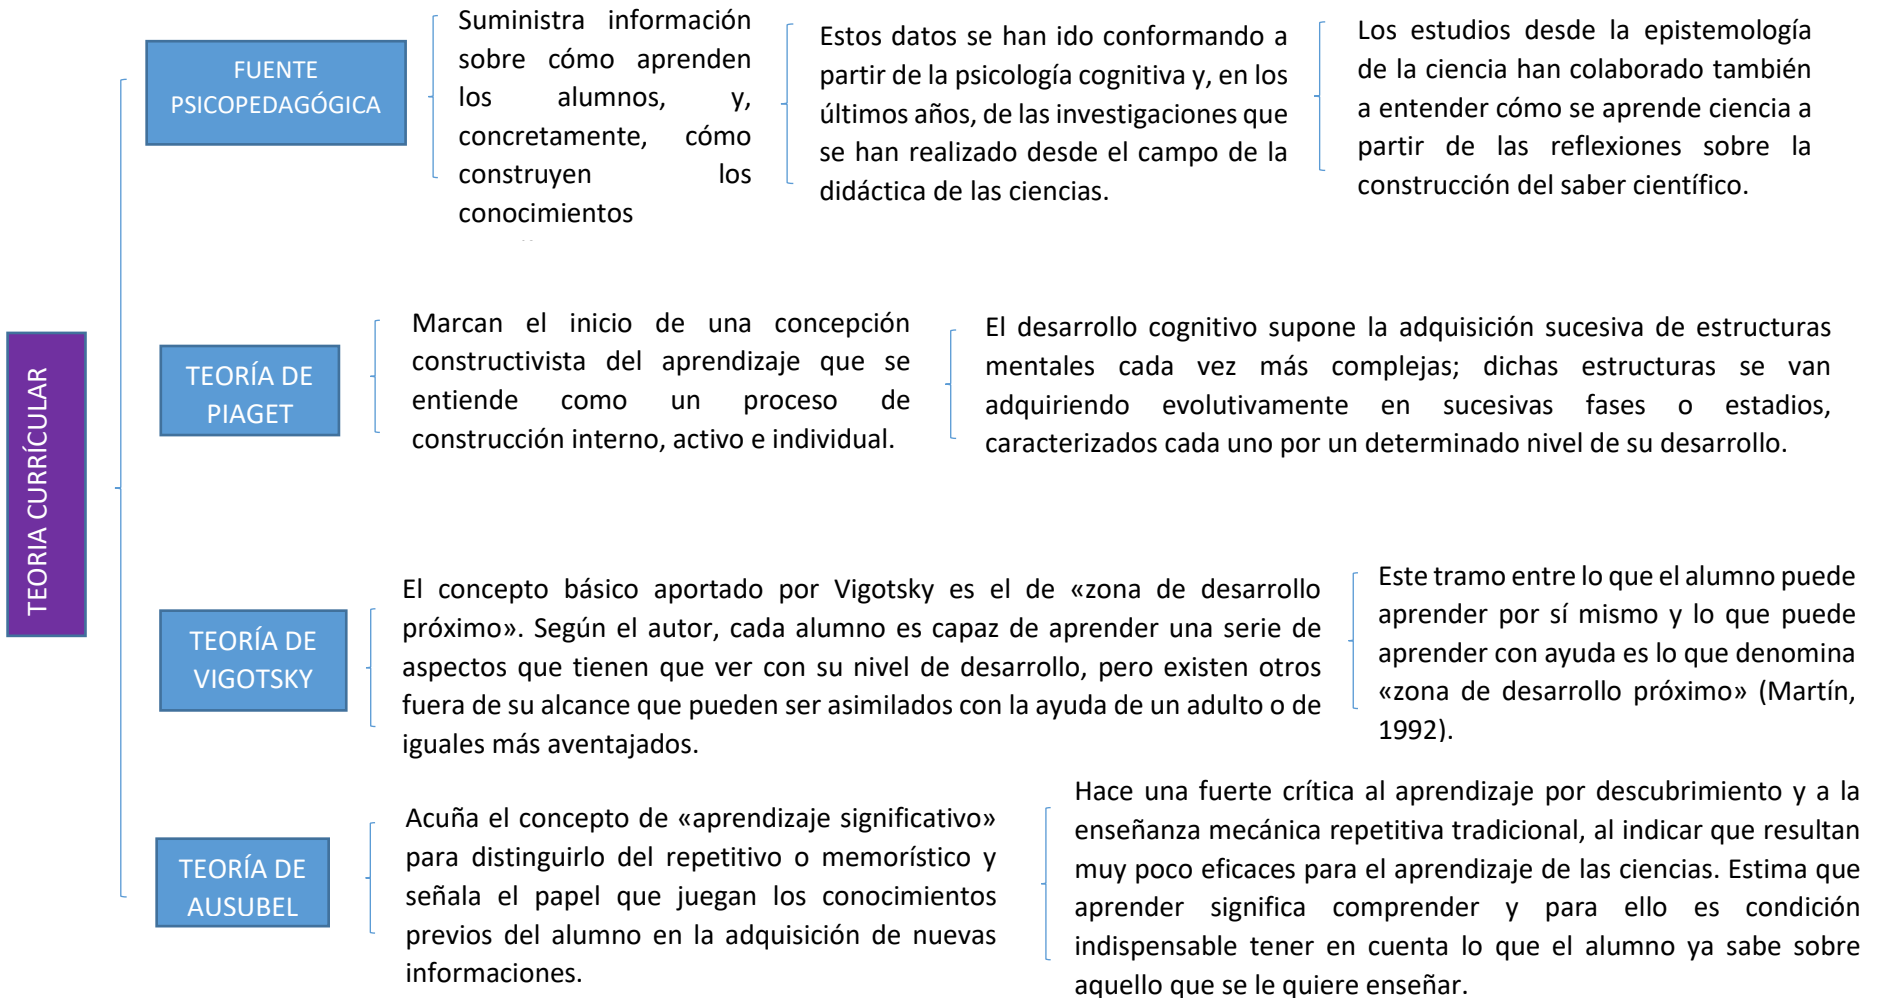 TEORIA CURRÍCULAR
FUENTE
PSICOPEDAGÓGICA
Suministra información
sobre cómo aprenden
los alumnos, y,
concretamente, cómo
construyen los
conocimientos
Estos datos se han ido conformando a
partir de la psicología cognitiva y, en los
últimos años, de las investigaciones que
se han realizado desde el campo de la
didáctica de las ciencias.
Los estudios desde la epistemología
de la ciencia han colaborado también
a entender cómo se aprende ciencia a
partir de las reflexiones sobre la
construcción del saber científico.
TEORÍA DE
PIAGET
Marcan el inicio de una concepción
constructivista del aprendizaje que se
entiende como un proceso de
construcción interno, activo e individual.
El desarrollo cognitivo supone la adquisición sucesiva de estructuras
mentales cada vez más complejas; dichas estructuras se van
adquiriendo evolutivamente en sucesivas fases o estadios,
caracterizados cada uno por un determinado nivel de su desarrollo.
TEORÍA DE
VIGOTSKY
El concepto básico aportado por Vigotsky es el de «zona de desarrollo
próximo». Según el autor, cada alumno es capaz de aprender una serie de
aspectos que tienen que ver con su nivel de desarrollo, pero existen otros
fuera de su alcance que pueden ser asimilados con la ayuda de un adulto o de
iguales más aventajados.
Este tramo entre lo que el alumno puede
aprender por sí mismo y lo que puede
aprender con ayuda es lo que denomina
«zona de desarrollo próximo» (Martín,
1992).
TEORÍA DE
AUSUBEL
Acuña el concepto de «aprendizaje significativo»
para distinguirlo del repetitivo o memorístico y
señala el papel que juegan los conocimientos
previos del alumno en la adquisición de nuevas
informaciones.
Hace una fuerte crítica al aprendizaje por descubrimiento y a la
enseñanza mecánica repetitiva tradicional, al indicar que resultan
muy poco eficaces para el aprendizaje de las ciencias. Estima que
aprender significa comprender y para ello es condición
indispensable tener en cuenta lo que el alumno ya sabe sobre
aquello que se le quiere enseñar.